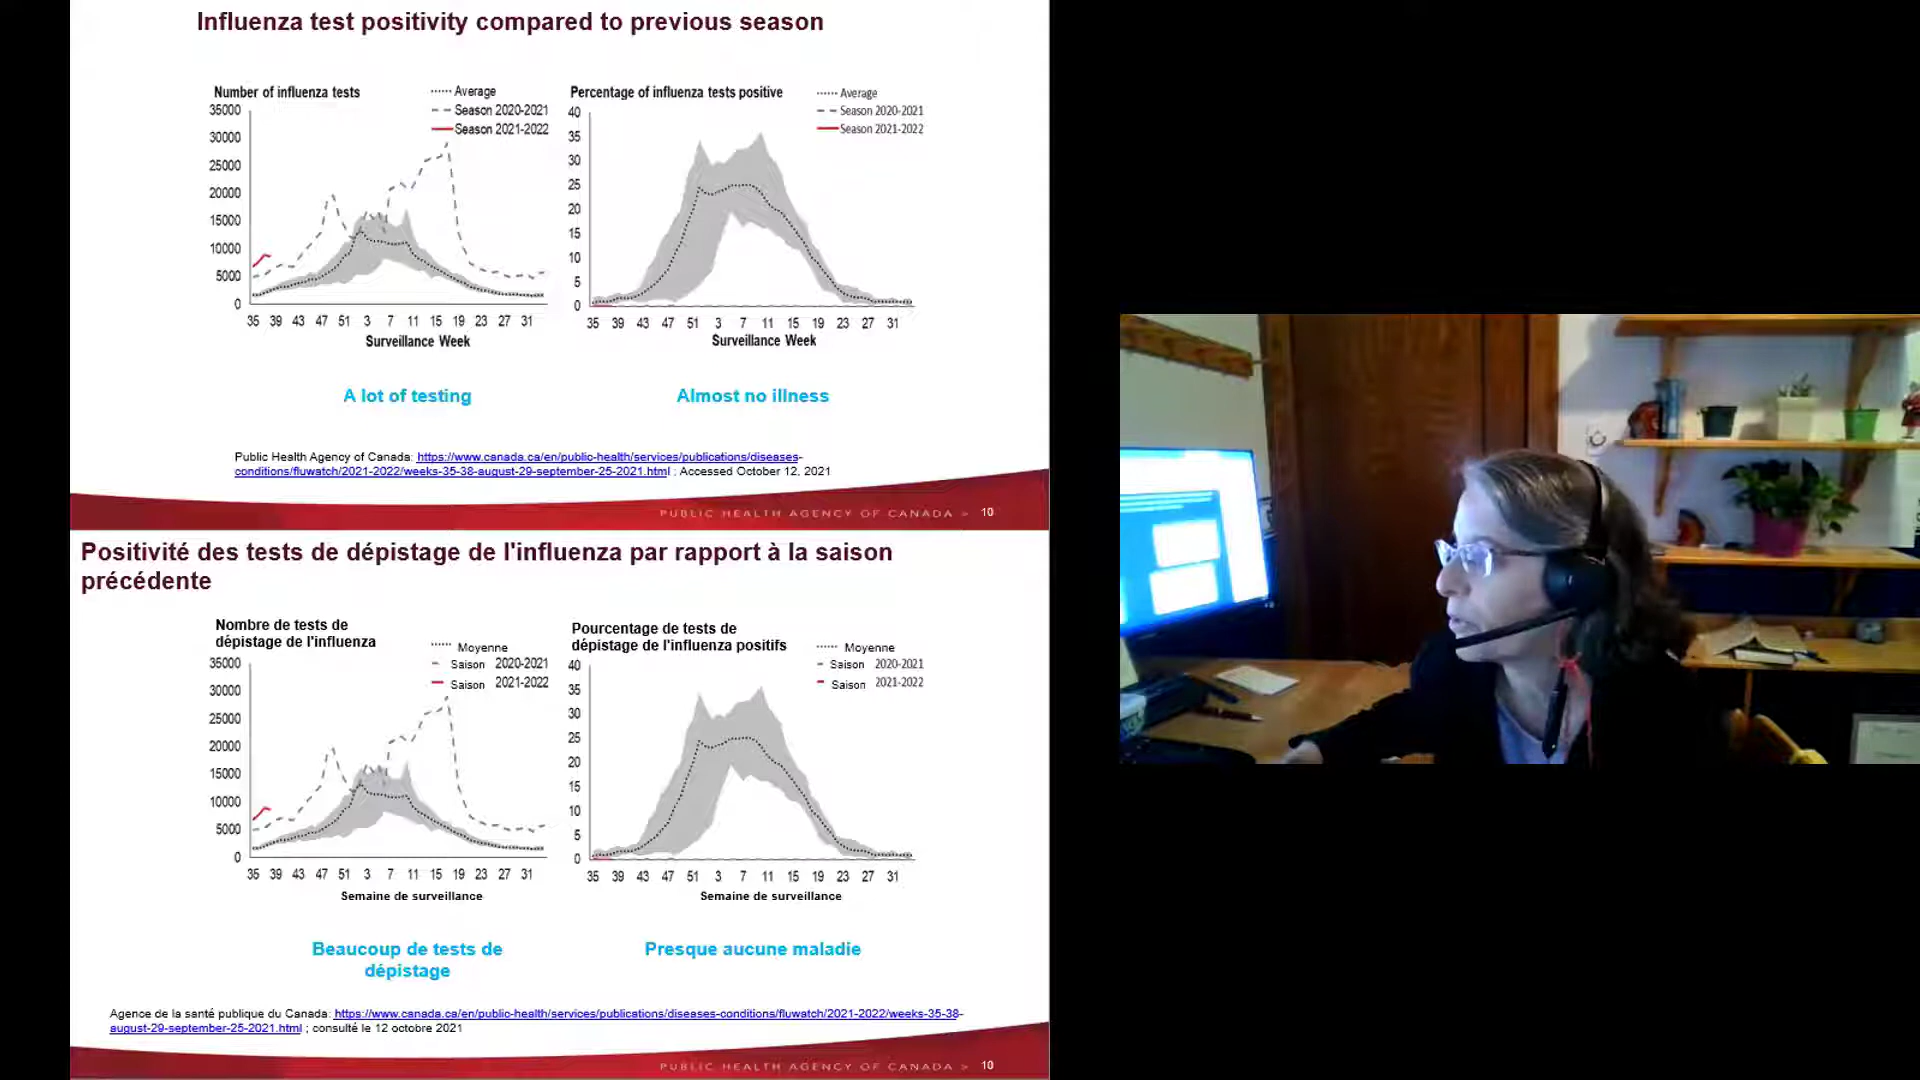 Influenza test positivity compared to previous season
Number of influenza tests
Average
Season 2020-2021
Season 2021-2022
35000
30000
25000
20000
15000
10000
5000
0
35 39 43 47 51 3 7 11 15 19 23 27 31
Surveillance Week
Percentage of influenza tests positive
Average
Season 2020-2021
Season 2021-2022
40
35
30
25
20
15
10
5
0
35 39 43 47 51 3 7 11 15 19 23 27 31
Surveillance Week
A lot of testing
Almost no illness
Public Health Agency of Canada: https://www.canada.ca/en/public-health/services/publications/diseases-
conditions/fluwatch/2021-2022/weeks-35-38-august-29-september-25-2021.html ; Accessed October 12, 2021
PUBLIC HEALTH AGENCY OF CANADA > 10
Positivité des tests de dépistage de l'influenza par rapport à la saison
précédente
Nombre de tests de
dépistage de l'influenza
Moyenne
Saison 2020-2021
Saison 2021-2022
35000
30000
25000
20000
15000
10000
5000
0
35 39 43 47 51 3 7 11 15 19 23 27 31
Semaine de surveillance
Pourcentage de tests de
dépistage de l'influenza positifs
Moyenne
Saison 2020-2021
Saison 2021-2022
40
35
30
25
20
15
10
5
0
35 39 43 47 51 3 7 11 15 19 23 27 31
Semaine de surveillance
Beaucoup de tests de
dépistage
Presque aucune maladie
Agence de la santé publique du Canada: https://www.canada.ca/en/public-health/services/publications/diseases-conditions/fluwatch/2021-2022/weeks-35-38-
august-29-september-25-2021.html ; consulté le 12 octobre 2021
PUBLIC HEALTH AGENCY OF CANADA > 10